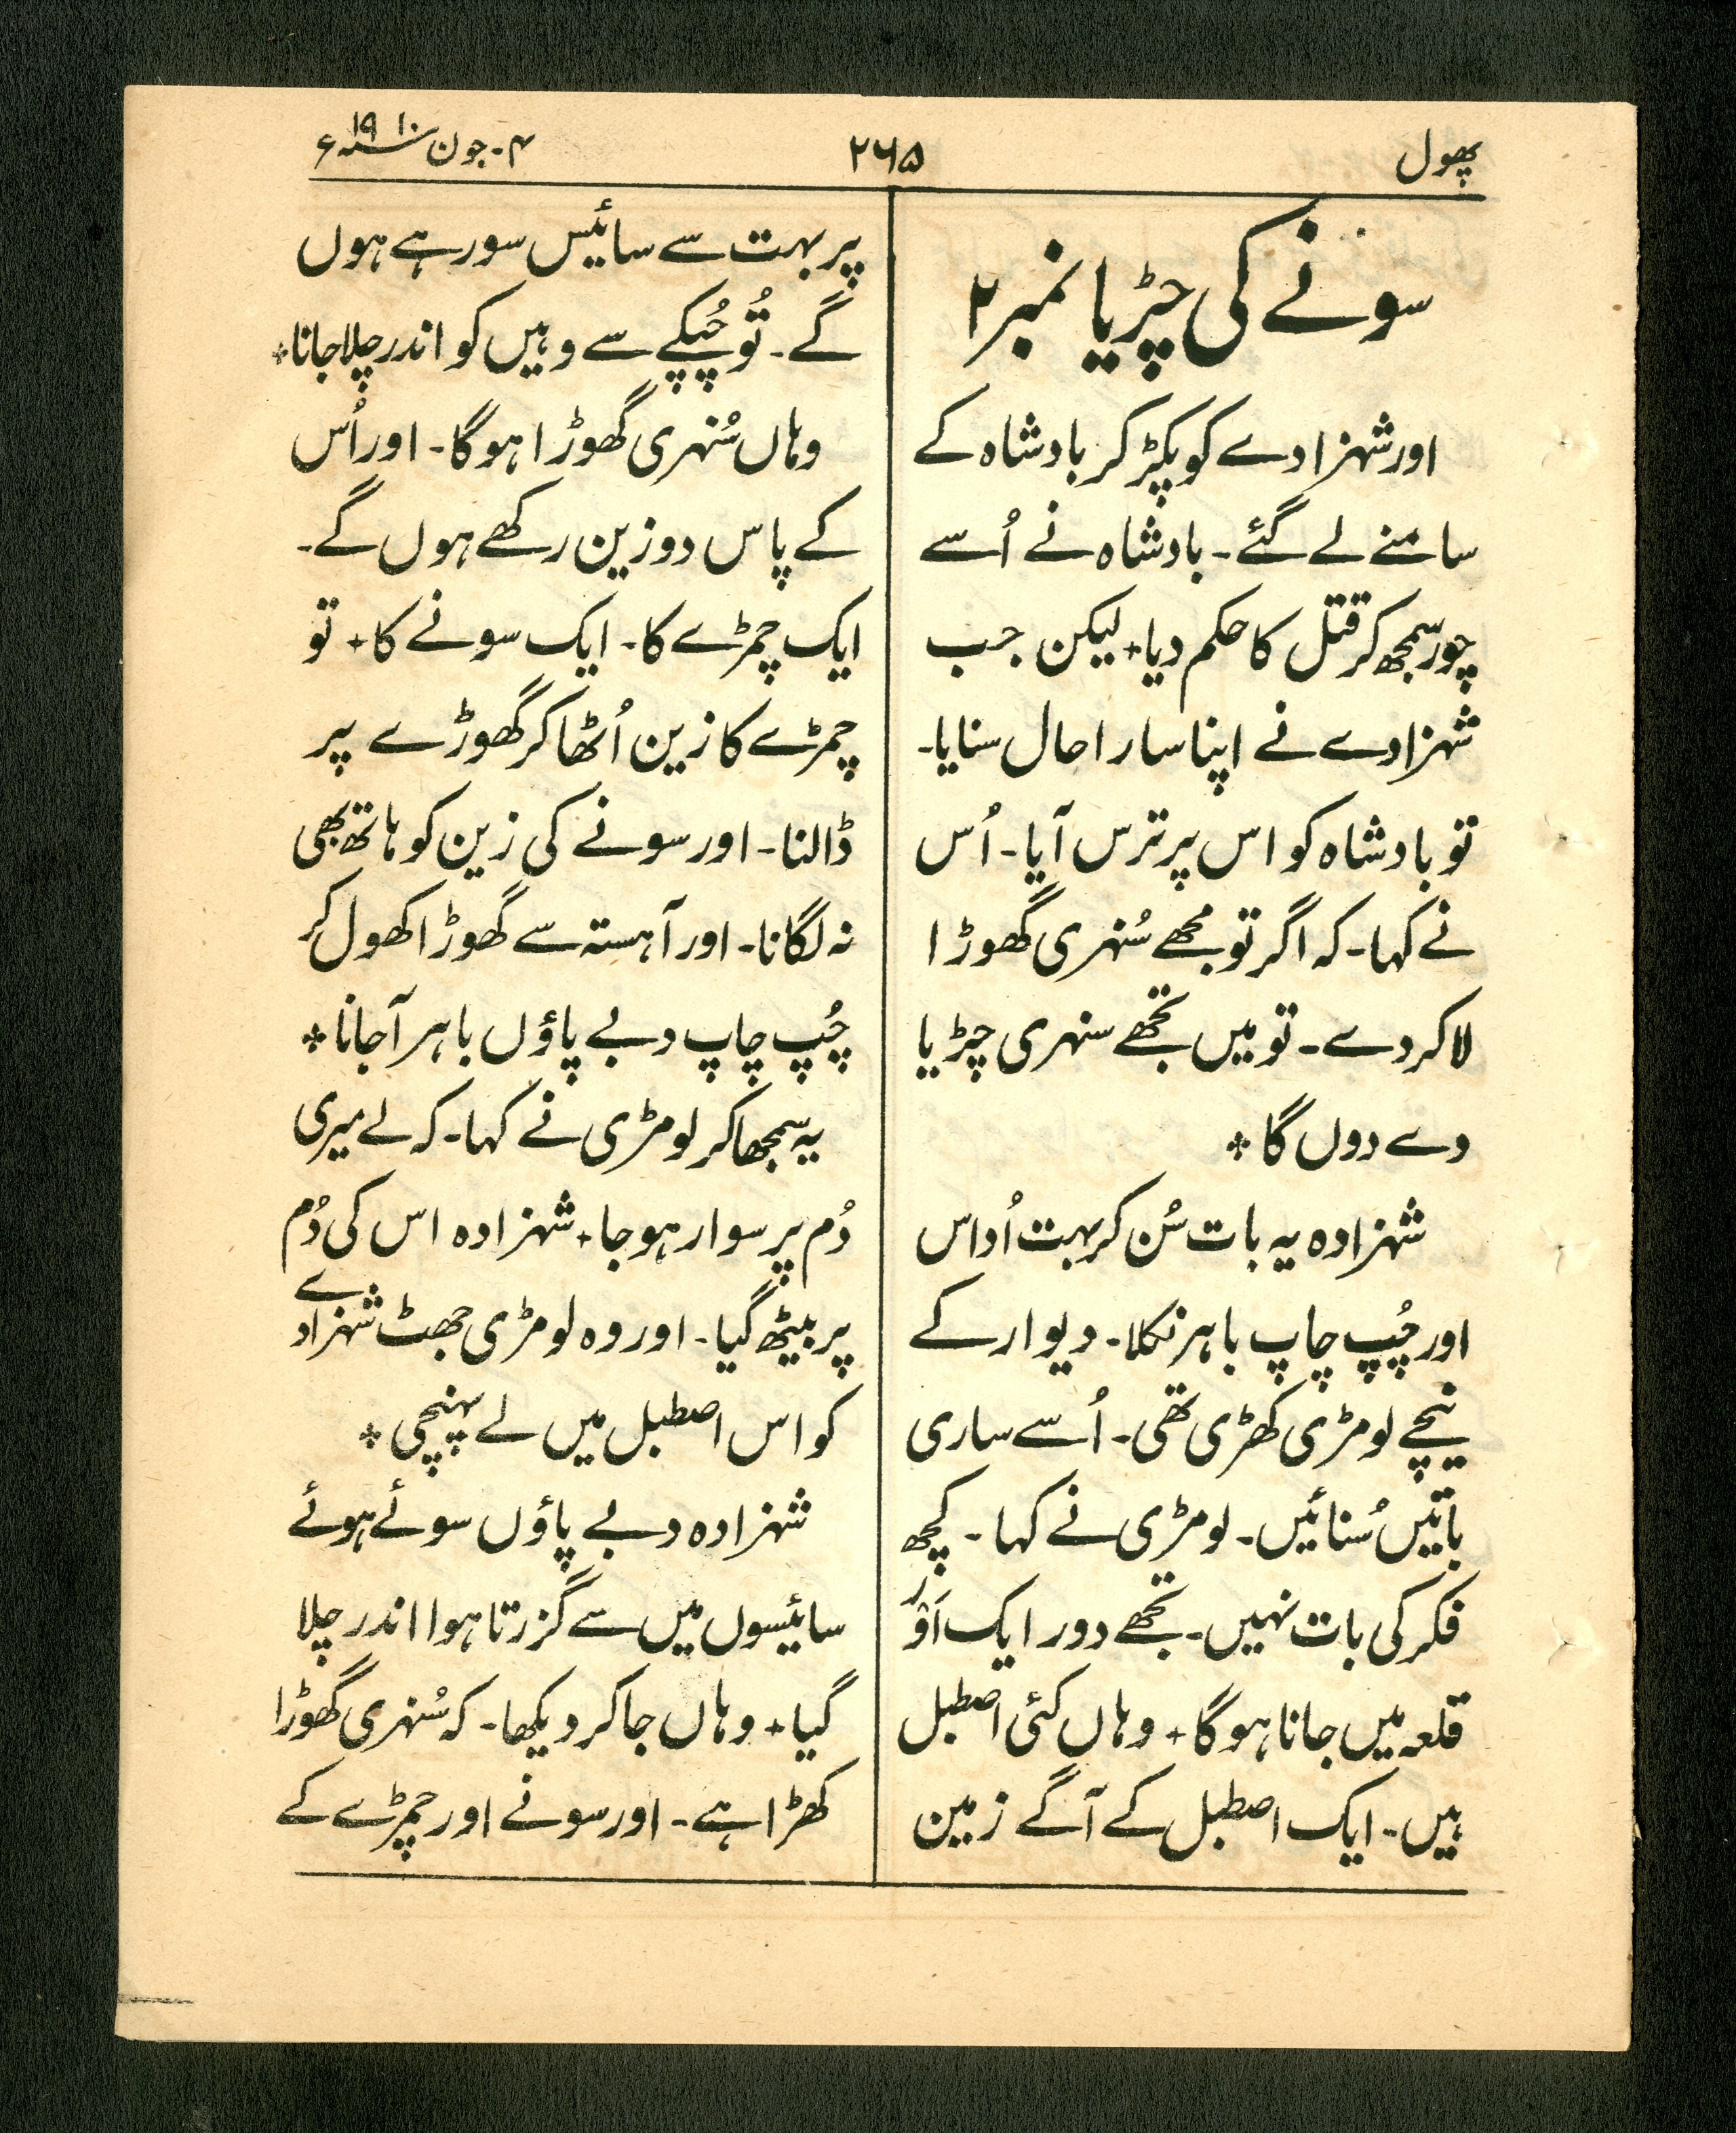 پھول
۲۶۵
۴-جون سنہ ۱۹۱۰ء
سونے کی چڑیا نمبر ۲
اور شہزادے کو پکڑ کر بادشاہ کے
سامنے لے گئے۔ بادشاہ نے اُسے
چور سمجھ کر قتل کا حکم دیا+ لیکن جب
شہزادے نے اپنا سارا حال سنایا۔
تو بادشاہ کو اس پر ترس آیا۔ اُس
نے کہا۔ کہ اگر تو مجھے سُنہری گھوڑا
لا کر دے۔ تو میں تجھے سنہری چڑیا
دے دوں گا ❖
شہزادہ یہ بات سُن کر بہت اُداس
اور چُپ چاپ باہر نکلا۔ دیوار کے
نیچے لومڑی کھڑی تھی۔ اُسے ساری
باتیں سُنائیں۔ لومڑی نے کہا۔ کچھ
فکر کی بات نہیں۔ تجھے دور ایک اَوْر
قلعہ میں جانا ہوگا+ وہاں کئی اصطبل
ہیں۔ ایک اصطبل کے آگے زمین
پر بہت سے سائیس سو رہے ہوں
گے۔ تُو چُپکے سے وہیں کو اندر چلا جانا❖
وہاں سُنہری گھوڑا ہوگا۔ اور اُس
کے پاس دو زین رکھے ہوں گے۔
ایک چمڑے کا۔ ایک سونے کا+ تو
چمڑے کا زین اُٹھا کر گھوڑے پر
ڈالنا۔ اور سونے کی زین کو ہاتھ بھی
نہ لگانا۔ اور آہستہ سے گھوڑا کھول کر
چُپ چاپ دبے پاؤں باہر آجانا ❖
یہ سمجھا کر لومڑی نے کہا۔ کہ لے میری
دُم پر سوار ہو جا+ شہزادہ اس کی دُم
پر بیٹھ گیا۔ اور وہ لومڑی جھٹ شہزادے
کو اس اصطبل میں لے پہنچی ❖
شہزادہ دبے پاؤں سوئے ہوئے
سائیسوں میں سے گزرتا ہوا اندر چلا
گیا+ وہاں جا کر دیکھا۔ کہ سُنہری گھوڑا
کھڑا ہے۔ اور سونے اور چمڑے کے